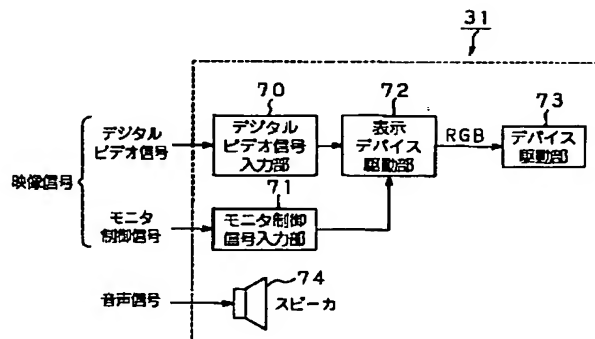 31
70
72
73
デジタル
ビデオ信号
デジタル
ビデオ信号
入力部
表示
デバイス
駆動部
RGB
デバイス
駆動部
映像信号
71
モニタ
制御信号
モニタ制御
信号入力部
74
音声信号
スピーカ